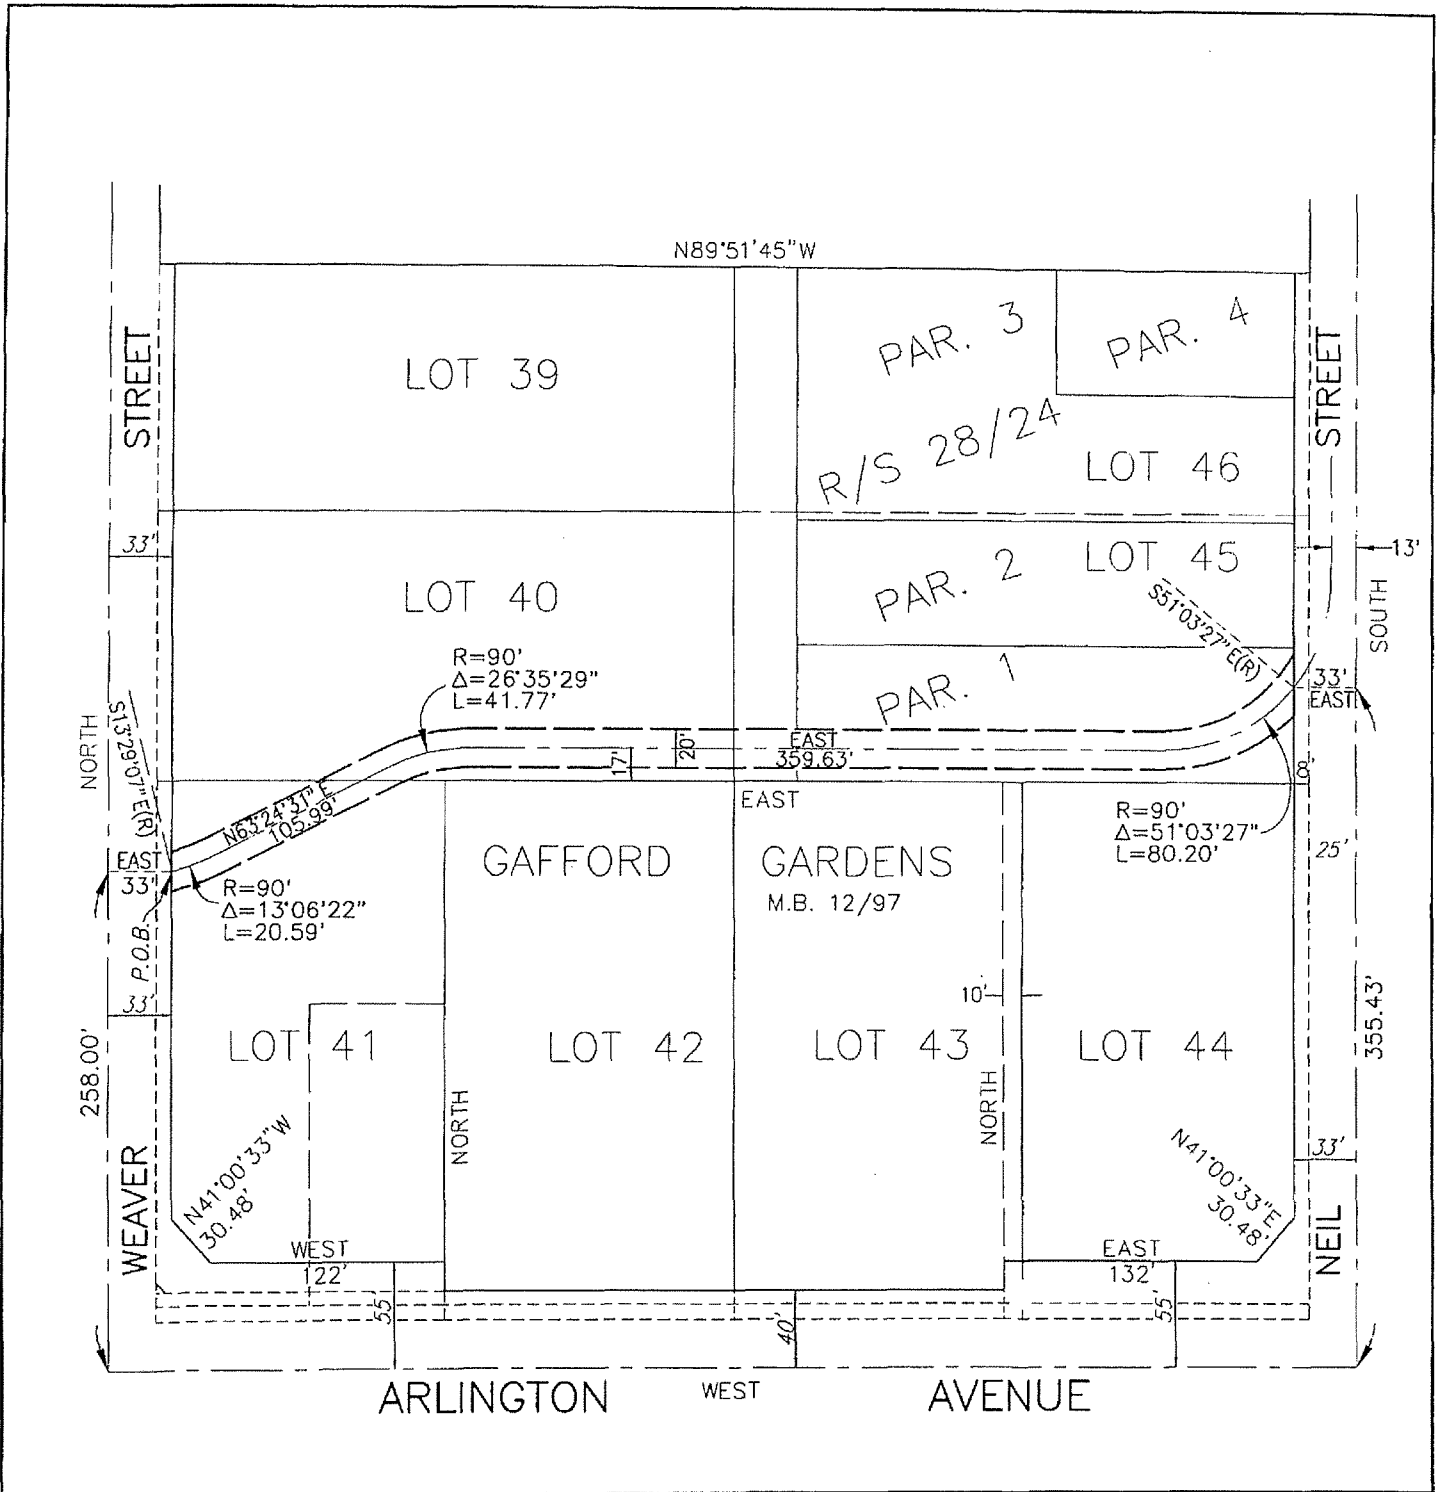 N89°51'45"W
STREET
LOT 39
PAR. 3
PAR. 4
STREET
R/S 28/24
LOT 46
33'
13'
LOT 40
PAR. 2
LOT 45
S51°03'27"E(R)
SOUTH
R=90'
Δ=26°35'29"
L=41.77'
PAR. 1
33'
EAST
NORTH
S13°29'07"E(R)
20'
17'
EAST
359.63'
8'
N63°24'31"E
105.99'
EAST
R=90'
Δ=51°03'27"
L=80.20'
EAST
33'
GAFFORD GARDENS
M.B. 12/97
25'
R=90'
Δ=13°06'22"
L=20.59'
P.O.B.
33'
10'
258.00'
LOT 41
LOT 42
LOT 43
LOT 44
355.43'
NORTH
NORTH
WEAVER
N41°00'33"W
30.48'
N41°00'33"E
30.48'
33'
NEIL
WEST
122'
EAST
132'
55'
40'
55'
ARLINGTON
WEST
AVENUE